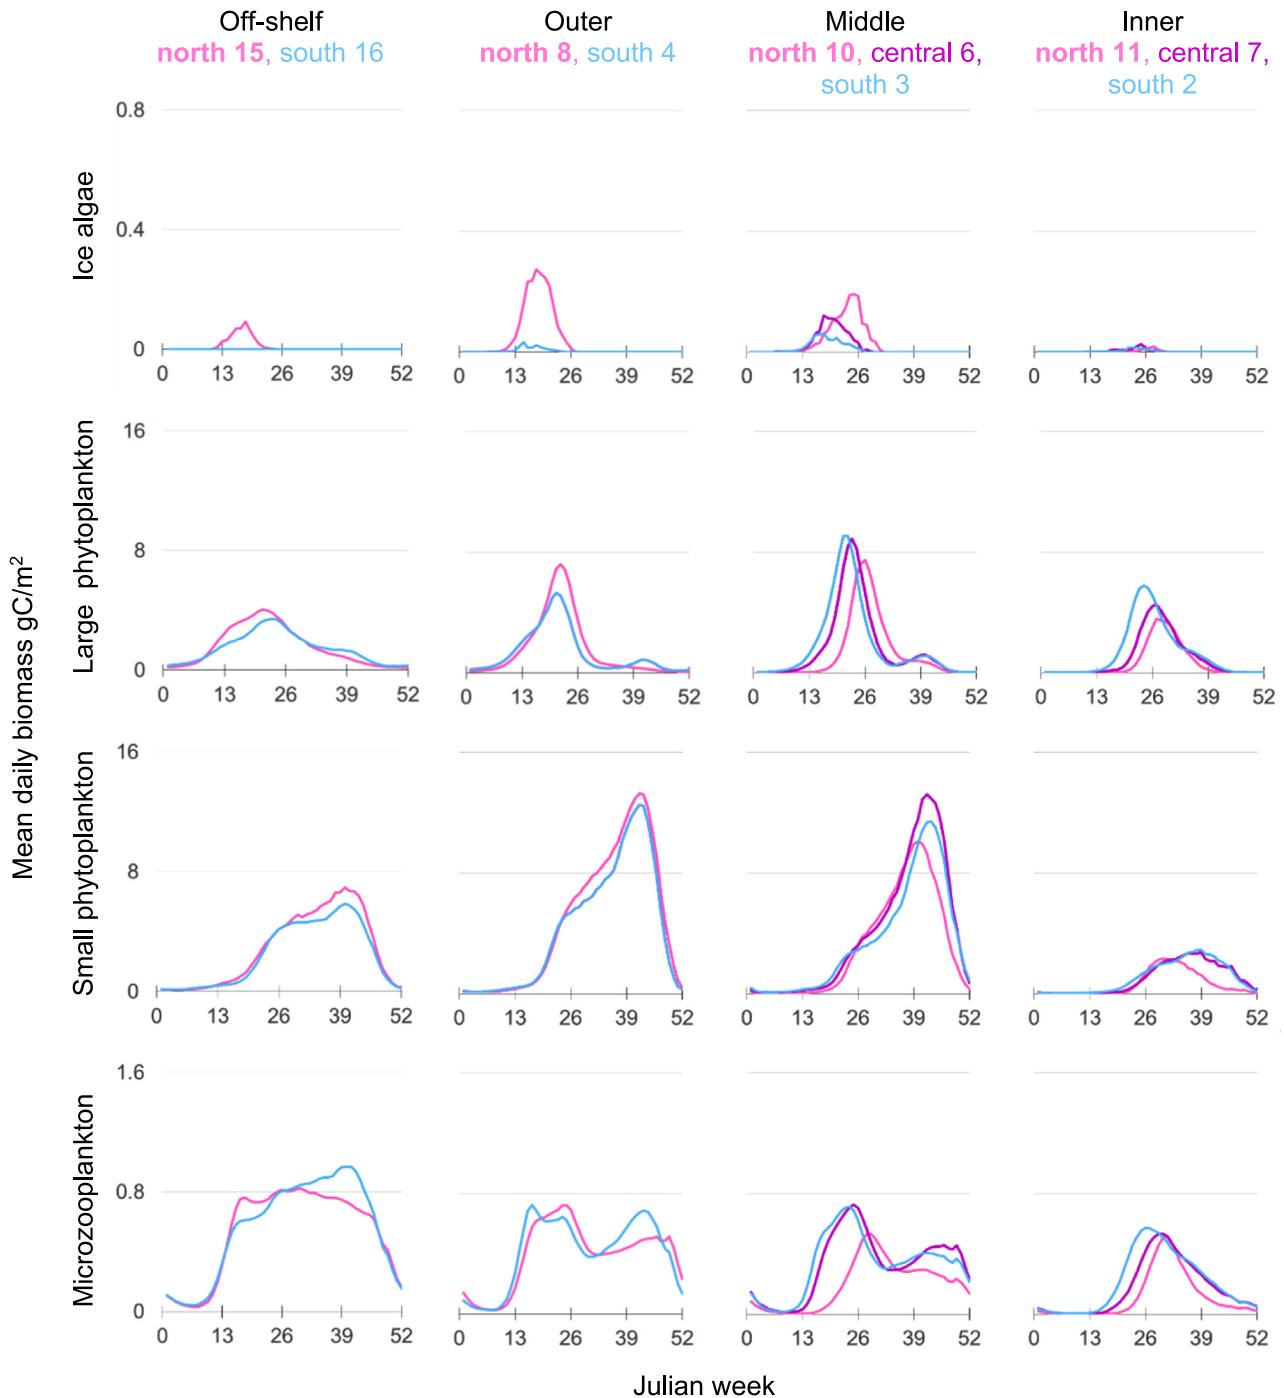 Off-shelf Outer Middle Inner
north 15, south 16 north 8, south 4 north 10, central 6, north 11, central 7,
south 3 south 2
Mean daily biomass gC/m²
Ice algae
0.8
0.4
0
0 13 26 39 52 0 13 26 39 52 0 13 26 39 52 0 13 26 39 52
Large phytoplankton
16
8
0
0 13 26 39 52 0 13 26 39 52 0 13 26 39 52 0 13 26 39 52
Small phytoplankton
16
8
0
0 13 26 39 52 0 13 26 39 52 0 13 26 39 52 0 13 26 39 52
Microzooplankton
1.6
0.8
0
0 13 26 39 52 0 13 26 39 52 0 13 26 39 52 0 13 26 39 52
Julian week